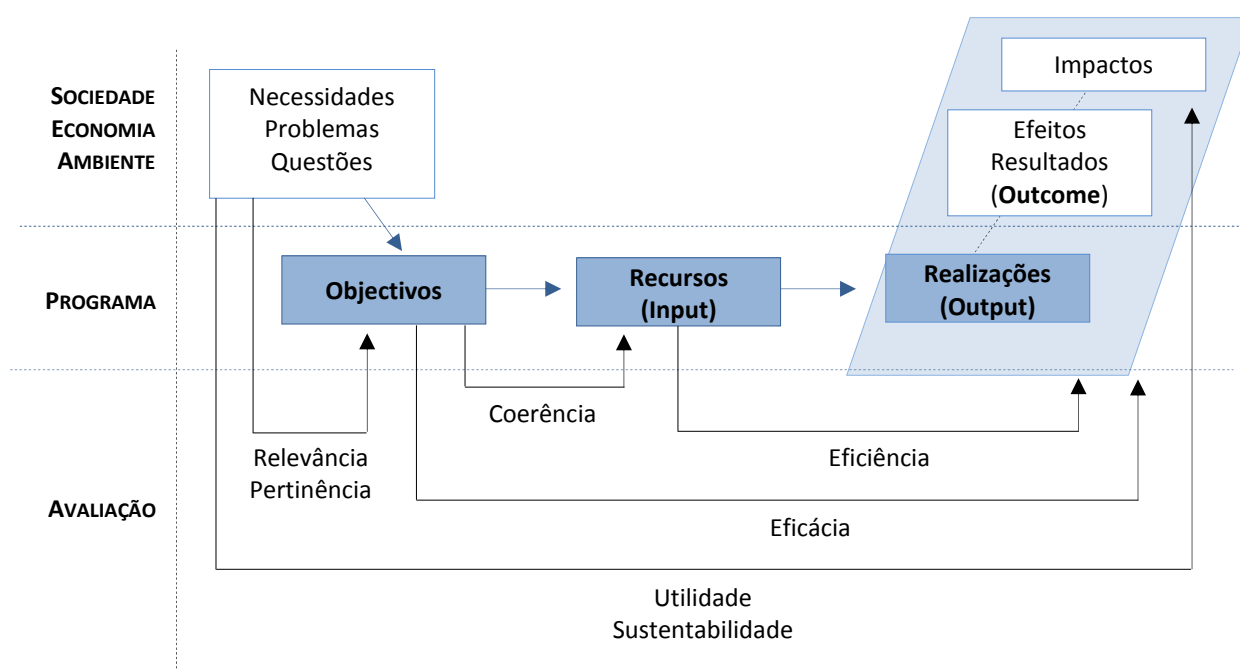 SOCIEDADE
ECONOMIA
AMBIENTE
Necessidades
Problemas
Questões
Impactos
Efeitos
Resultados
(Outcome)
PROGRAMA
Objectivos
Recursos
(Input)
Realizações
(Output)
AVALIAÇÃO
Relevância
Pertinência
Coerência
Eficiência
Eficácia
Utilidade
Sustentabilidade